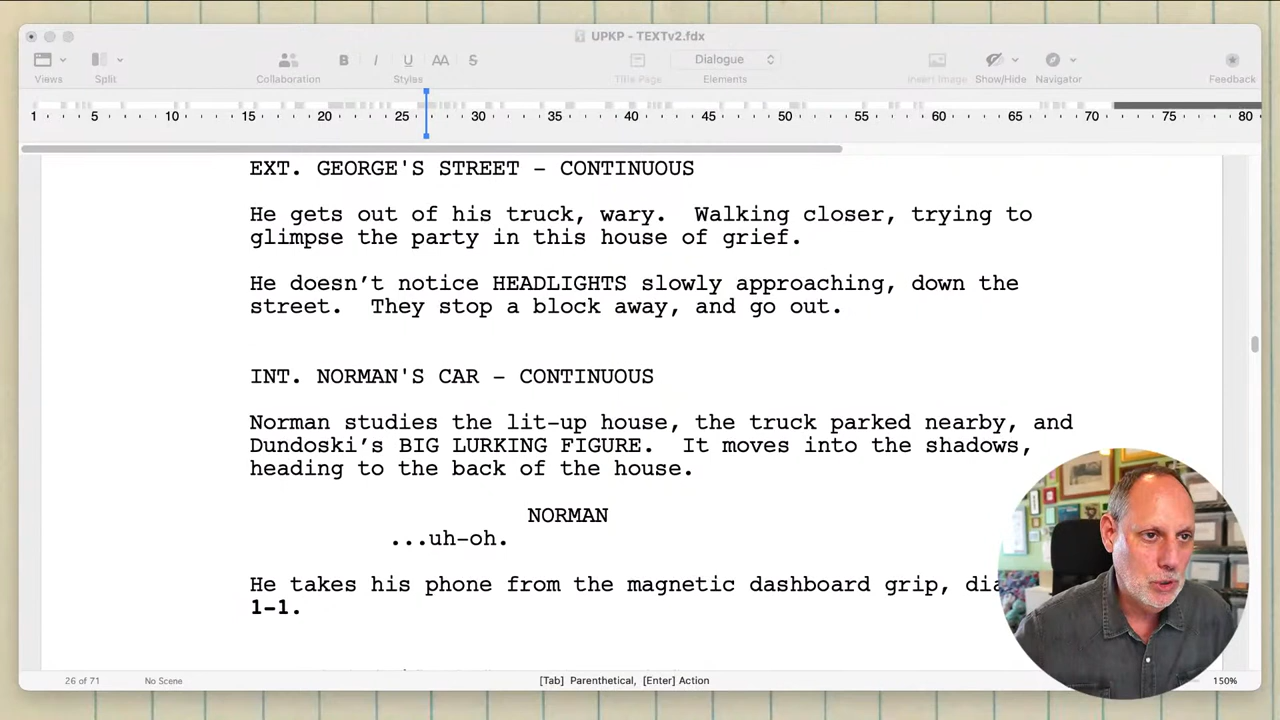 UPKP - TEXTv2.fdx
B I U AA S Dialogue
Views Split Collaboration Styles Title Page Elements Insert Image Show/Hide Navigator Feedback
1 5 10 15 20 25 30 35 40 45 50 55 60 65 70 75 80
EXT. GEORGE'S STREET - CONTINUOUS
He gets out of his truck, wary.  Walking closer, trying to
glimpse the party in this house of grief.
He doesn’t notice HEADLIGHTS slowly approaching, down the
street.  They stop a block away, and go out.
INT. NORMAN'S CAR - CONTINUOUS
Norman studies the lit-up house, the truck parked nearby, and
Dundoski’s BIG LURKING FIGURE.  It moves into the shadows,
heading to the back of the house.
NORMAN
...uh-oh.
He takes his phone from the magnetic dashboard grip,
1-1.
26 of 71 No Scene [Tab] Parenthetical, [Enter] Action 150%